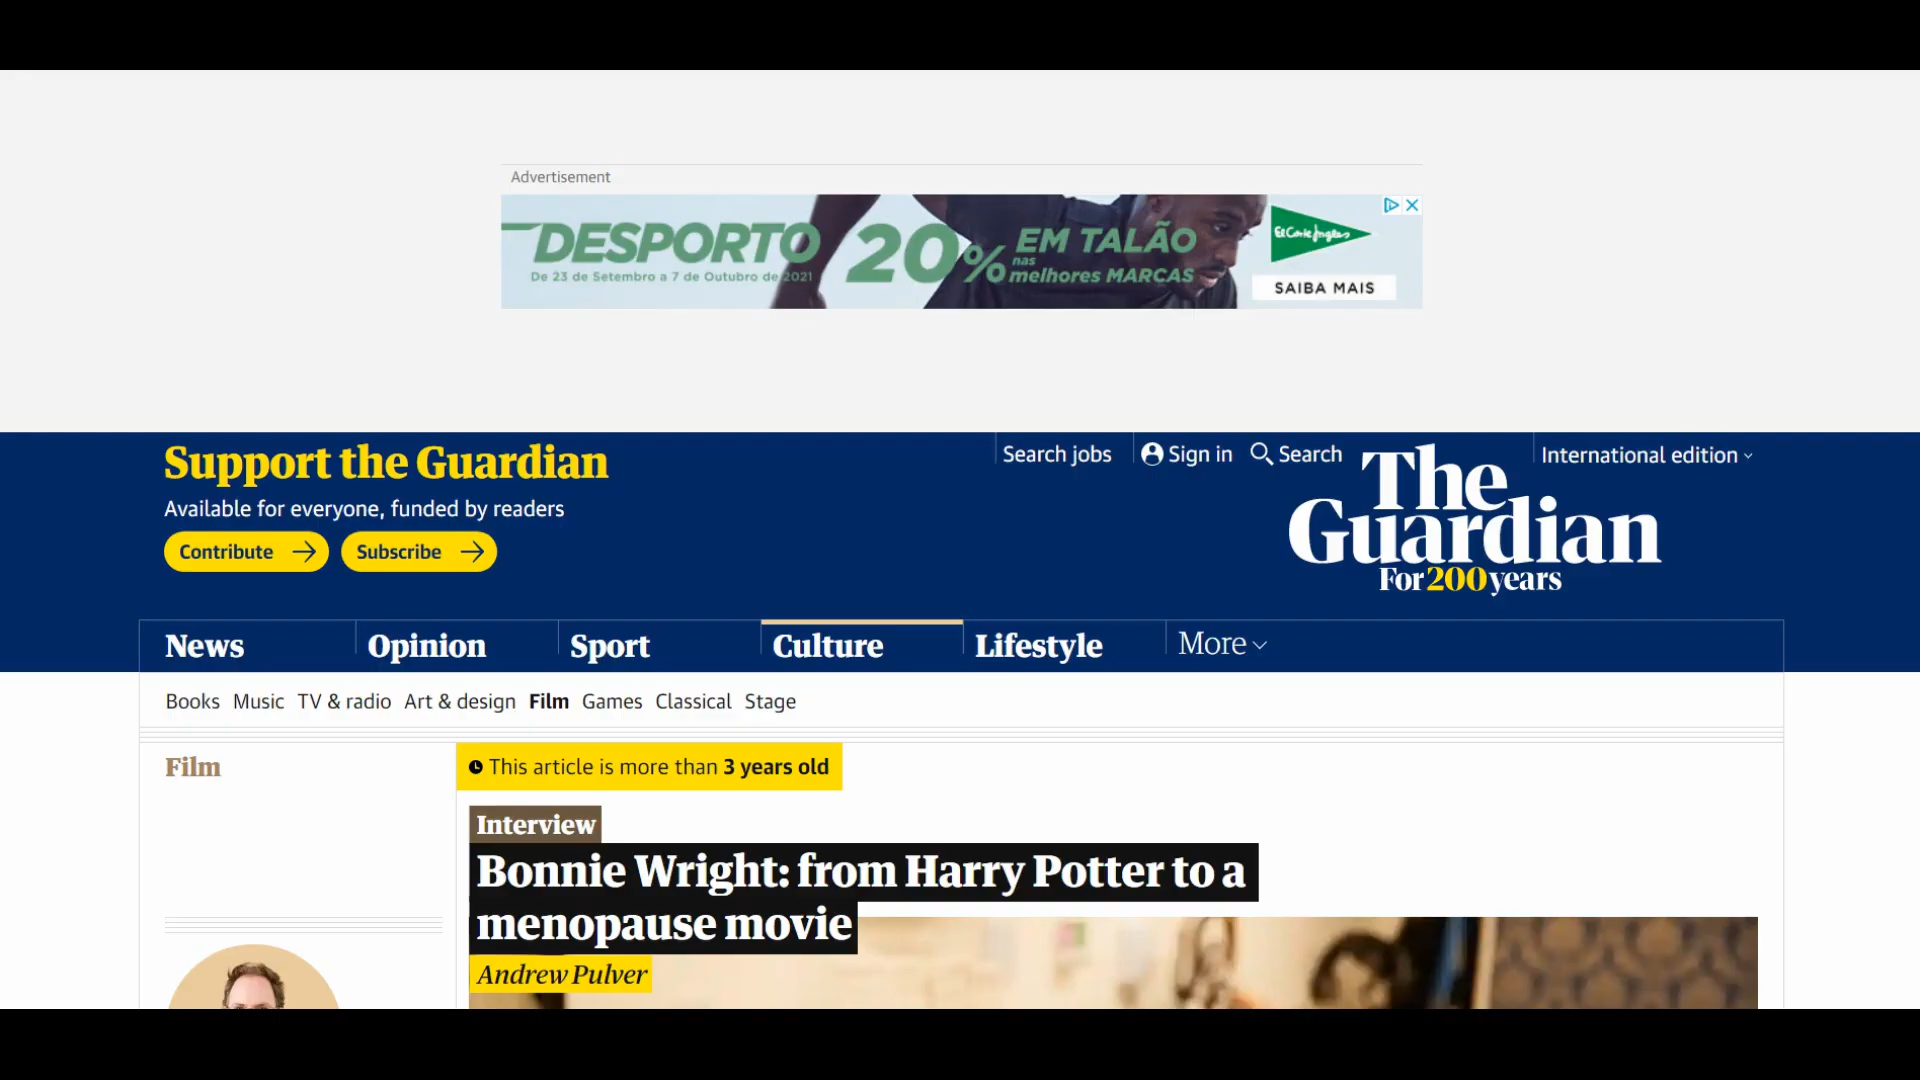 Advertisement
DESPORTO
De 23 de Setembro a 7 de Outubro de 2021
20%
EM TALÃO
nas
melhores MARCAS
El Corte Inglés
SAIBA MAIS
Support the Guardian
Available for everyone, funded by readers
Contribute
Subscribe
Search jobs
Sign in
Search
International edition
The
Guardian
For 200 years
News
Opinion
Sport
Culture
Lifestyle
More
Books Music TV & radio Art & design Film Games Classical Stage
Film
This article is more than 3 years old
Interview
Bonnie Wright: from Harry Potter to a
menopause movie
Andrew Pulver